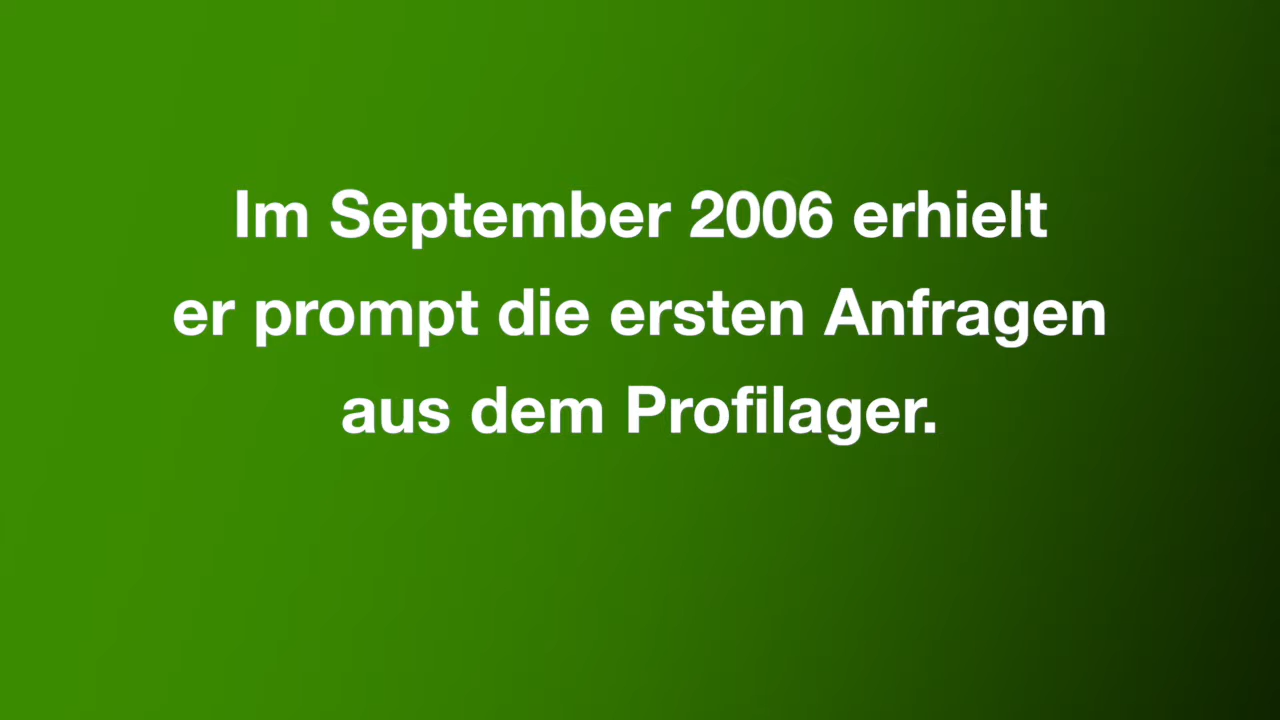 Im September 2006 erhielt
er prompt die ersten Anfragen
aus dem Profilager.